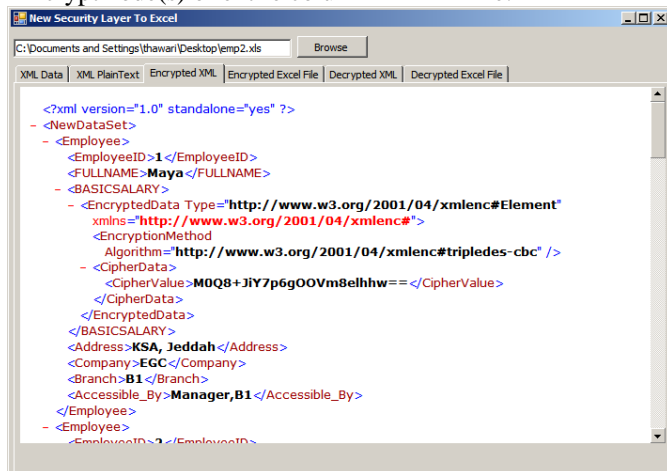 New Security Layer To Excel
C:\Documents and Settings\thawari\Desktop\emp2.xls Browse
XML Data XML PlainText Encrypted XML Encrypted Excel File Decrypted XML Decrypted Excel File
<?xml version="1.0" standalone="yes" ?>
- <NewDataSet>
- <Employee>
<EmployeeID>1</EmployeeID>
<FULLNAME>Maya</FULLNAME>
- <BASICSALARY>
- <EncryptedData Type="http://www.w3.org/2001/04/xmlenc#Element"
xmlns="http://www.w3.org/2001/04/xmlenc#">
<EncryptionMethod
Algorithm="http://www.w3.org/2001/04/xmlenc#tripledes-cbc" />
- <CipherData>
<CipherValue>M0Q8+JiY7p6gOOVm8elhhw==</CipherValue>
</CipherData>
</EncryptedData>
</BASICSALARY>
<Address>KSA, Jeddah</Address>
<Company>EGC</Company>
<Branch>B1</Branch>
<Accessible_By>Manager,B1</Accessible_By>
</Employee>
- <Employee>
<EmployeeID>2</EmployeeID>